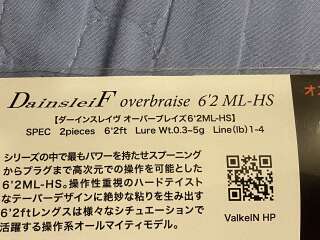 DainsleiF overbraise 6'2 ML-HS
【ダーインスレイヴ オーバーブレイズ6'2ML-HS】
SPEC 2pieces 6'2ft Lure Wt.0.3~5g Line(lb)1-4
シリーズの中で最もパワーを持たせスプーニング
からプラグまで高次元での操作を可能とした
6'2ML-HS。操作性重視のハードテイスト
なテーパーデザインに絶妙な粘りを生み出す
6'2ftレングスは様々なシチュエーションで
活躍する操作系オールマイティモデル。
ValkeIN HP
オ